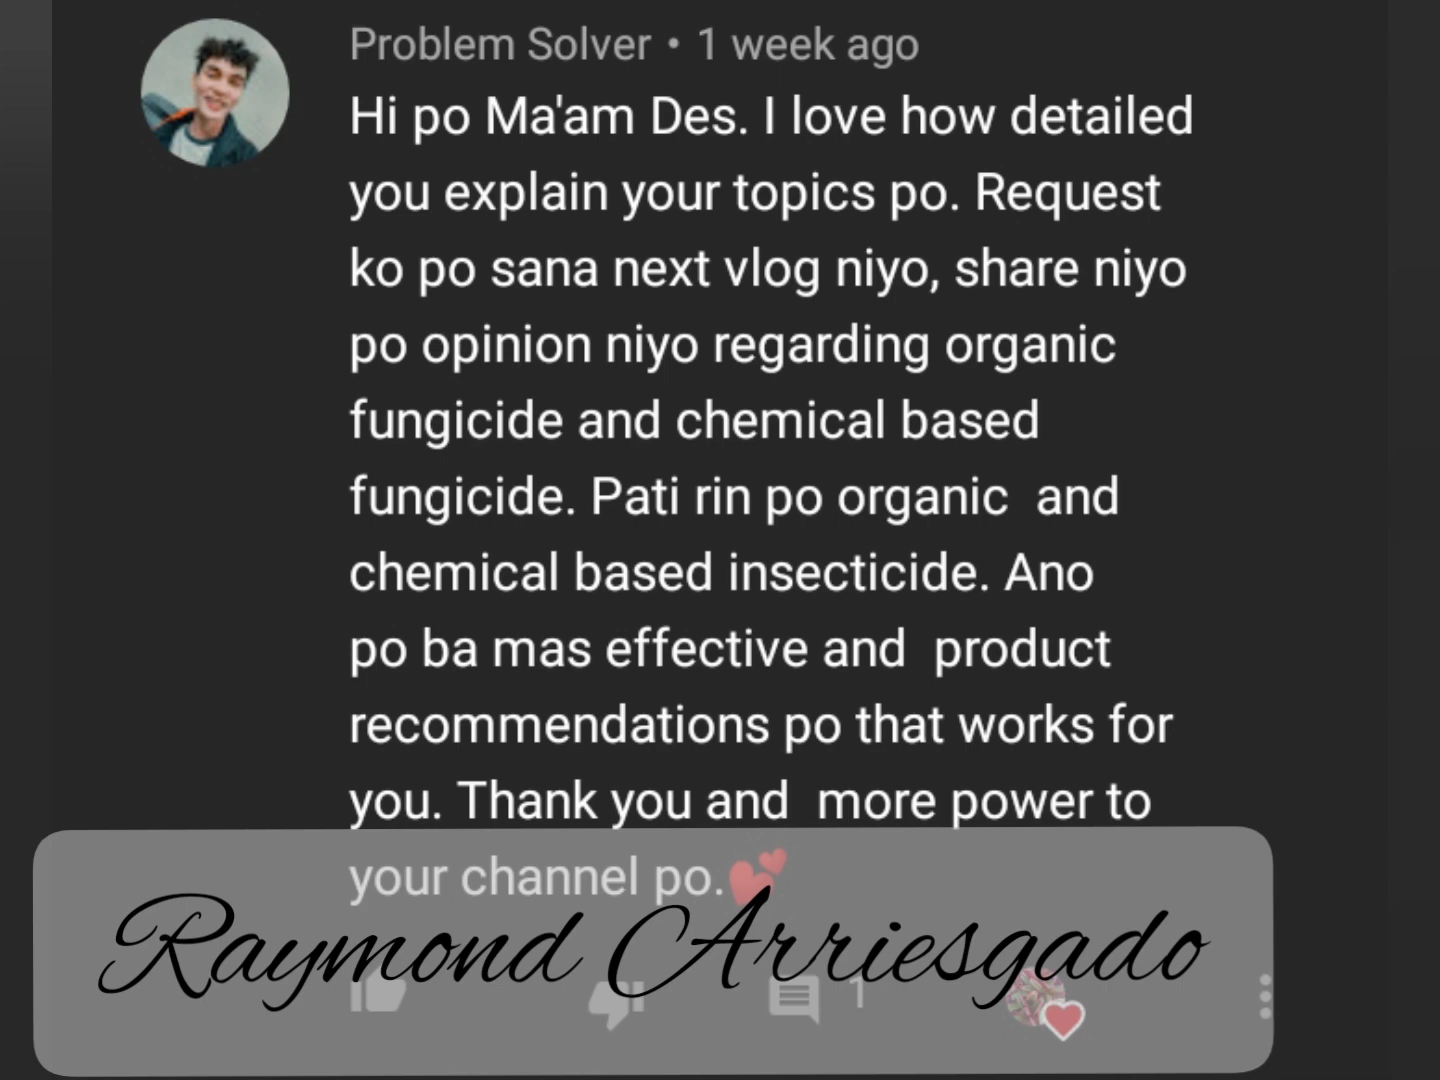 Problem Solver • 1 week ago
Hi po Ma'am Des. I love how detailed
you explain your topics po. Request
ko po sana next vlog niyo, share niyo
po opinion niyo regarding organic
fungicide and chemical based
fungicide. Pati rin po organic and
chemical based insecticide. Ano
po ba mas effective and product
recommendations po that works for
you. Thank you and more power to
your channel po.💕
Raymond Arriesgado
1